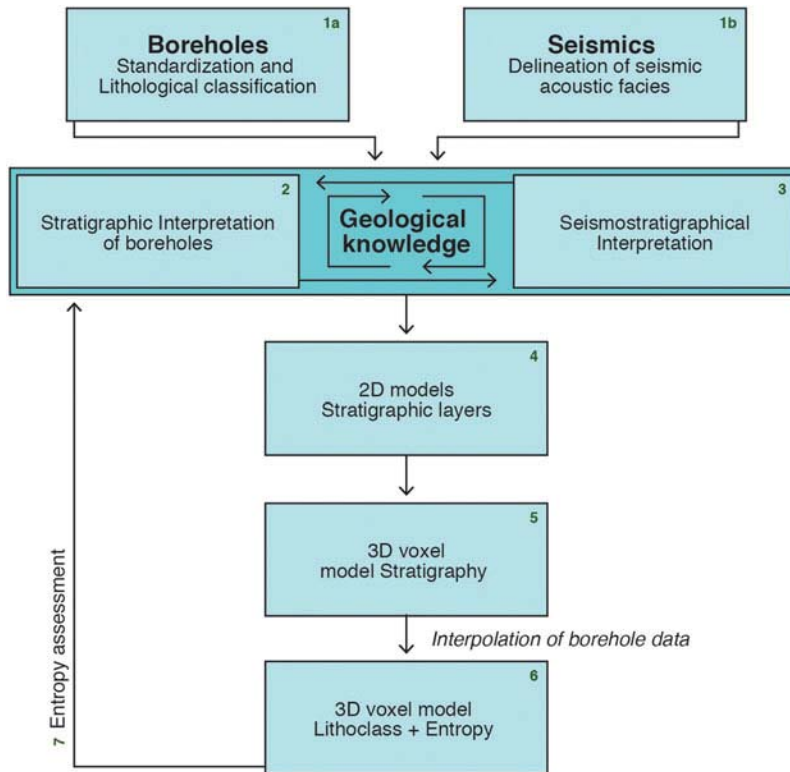 1a
Boreholes
Standardization and
Lithological classification
1b
Seismics
Delineation of seismic
acoustic facies
2
Stratigraphic Interpretation
of boreholes
Geological
knowledge
3
Seismostratigraphical
Interpretation
4
2D models
Stratigraphic layers
5
3D voxel
model Stratigraphy
Interpolation of borehole data
6
3D voxel model
Lithoclass + Entropy
7 Entropy assessment